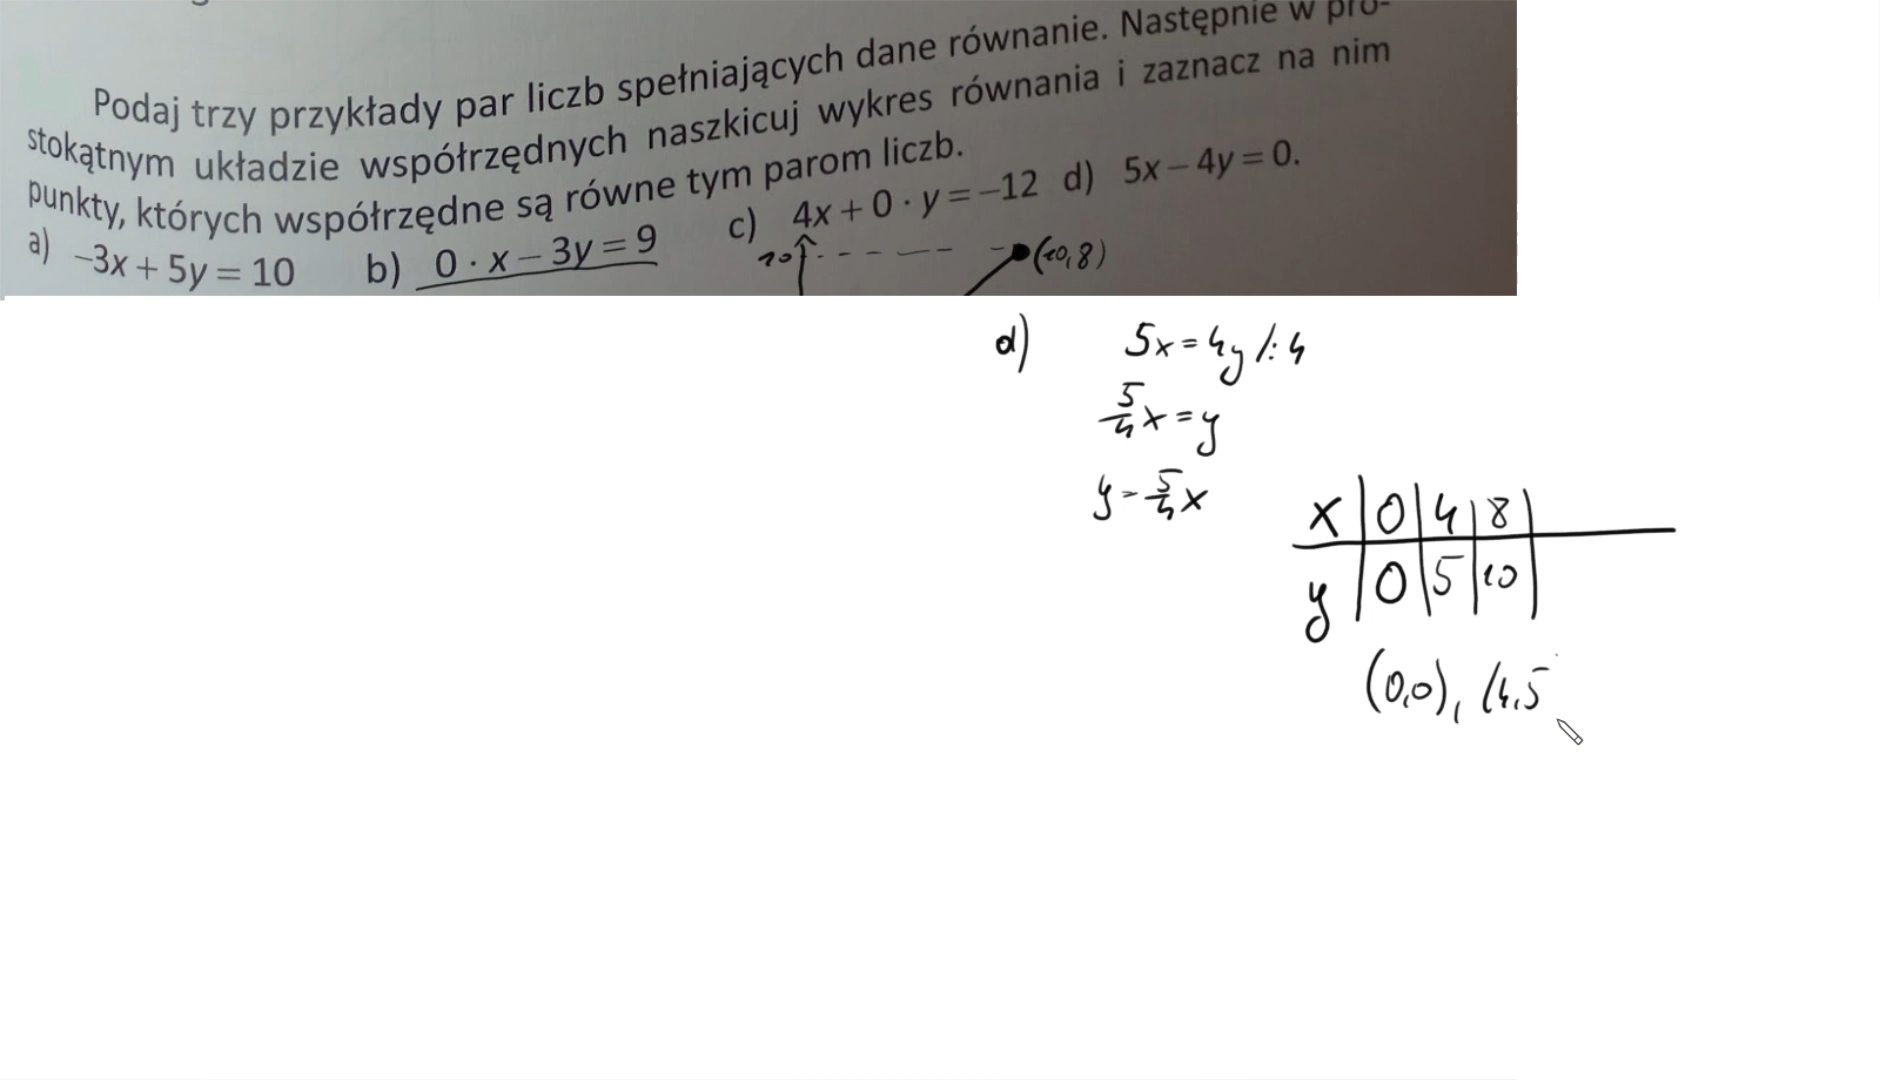 Podaj trzy przykłady par liczb spełniających dane równanie. Następnie w pro-
stokątnym układzie współrzędnych naszkicuj wykres równania i zaznacz na nim
punkty, których współrzędne są równe tym parom liczb.
a) –3x + 5y = 10 b) 0 · x – 3y = 9 c) 4x + 0 · y = –12 d) 5x – 4y = 0.
10 (10,8)
d) 5x = 4y /: 4
5/4 x = y
y = 5/4 x
x | 0 | 4 | 8
y | 0 | 5 | 10
(0,0), (4,5